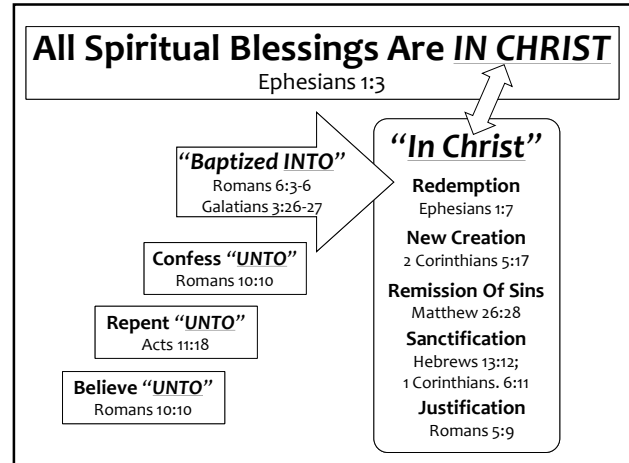 All Spiritual Blessings Are IN CHRIST
Ephesians 1:3
“Baptized INTO”
Romans 6:3-6
Galatians 3:26-27
Confess “UNTO”
Romans 10:10
Repent “UNTO”
Acts 11:18
Believe “UNTO”
Romans 10:10
“In Christ”
Redemption
Ephesians 1:7
New Creation
2 Corinthians 5:17
Remission Of Sins
Matthew 26:28
Sanctification
Hebrews 13:12;
1 Corinthians. 6:11
Justification
Romans 5:9